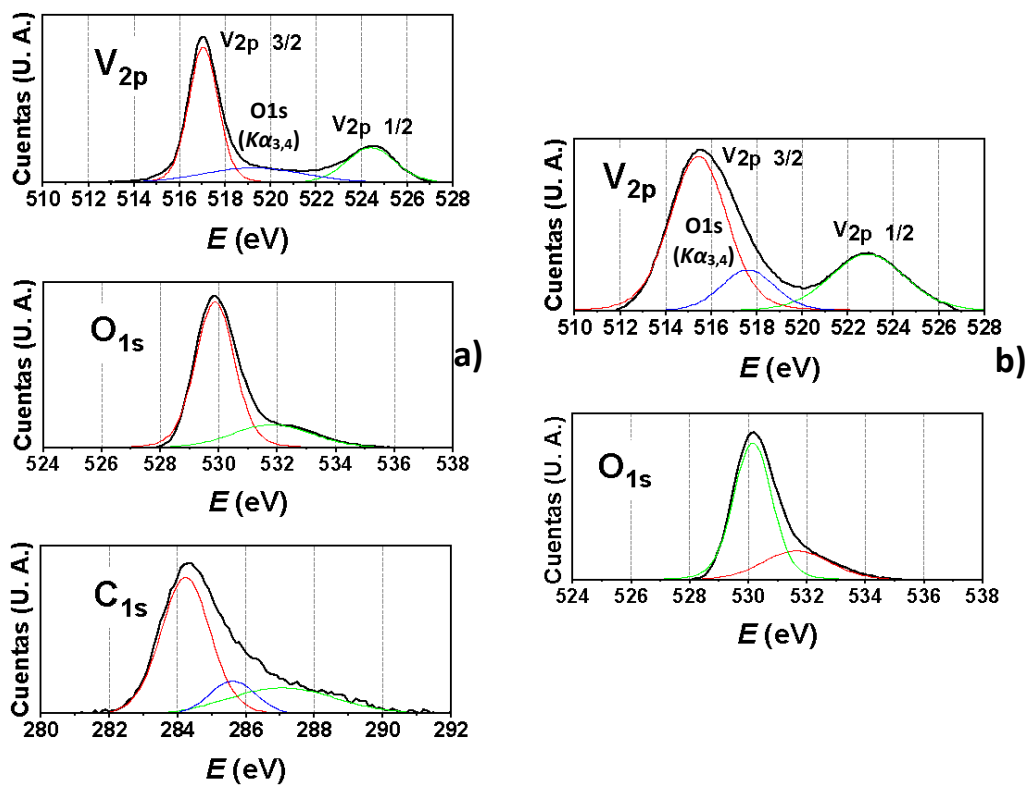 Cuentas (U. A.)
V2p
V2p 3/2
O1s
(Kα3,4)
V2p 1/2
510 512 514 516 518 520 522 524 526 528
E (eV)
Cuentas (U. A.)
O1s
524 526 528 530 532 534 536 538
E (eV)
a)
Cuentas (U. A.)
C1s
280 282 284 286 288 290 292
E (eV)
Cuentas (U. A.)
V2p
V2p 3/2
O1s
(Kα3,4)
V2p 1/2
510 512 514 516 518 520 522 524 526 528
E (eV)
b)
Cuentas (U. A.)
O1s
524 526 528 530 532 534 536 538
E (eV)